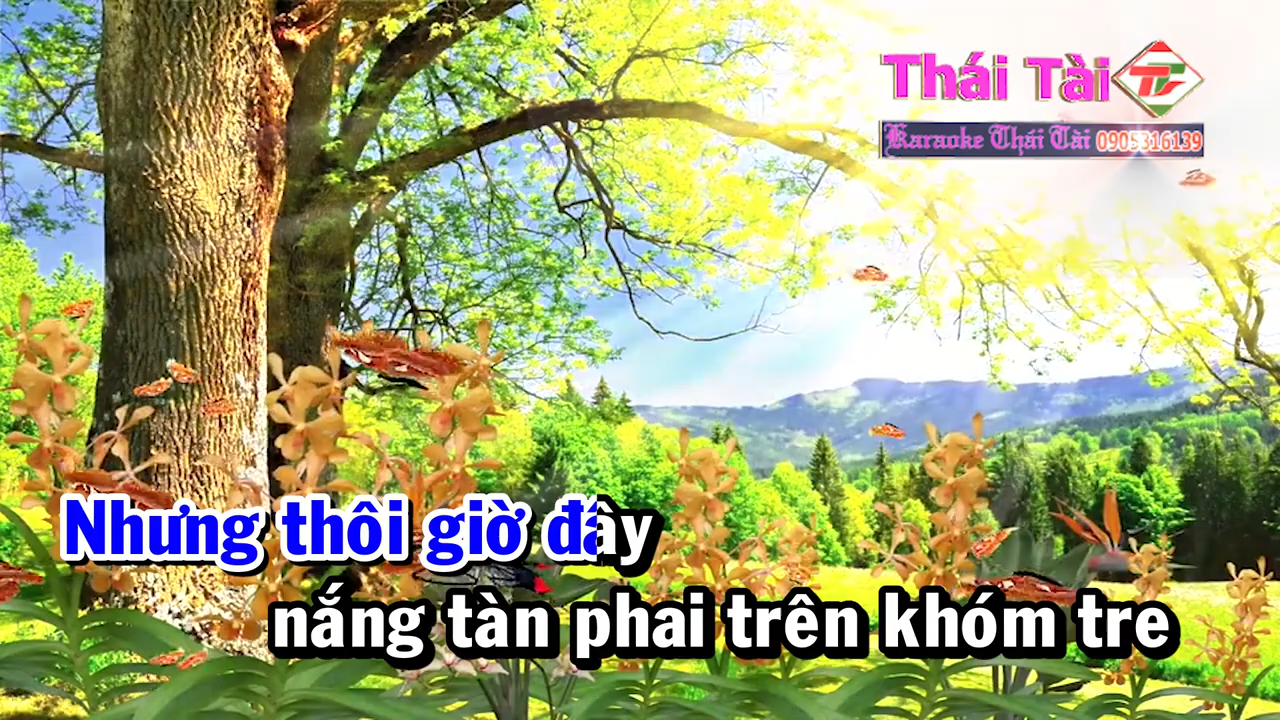 Thái Tài
Karaoke Thái Tài 0905316139
Nhưng thôi giờ đây
nắng tàn phai trên khóm tre